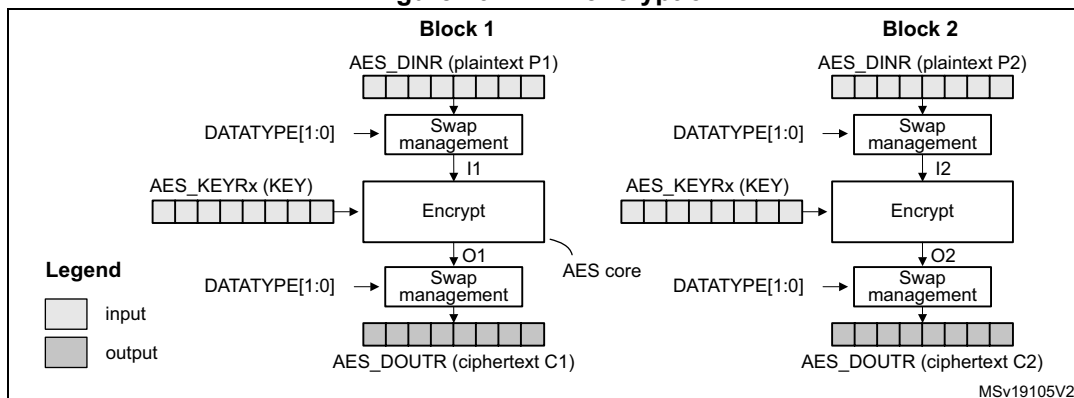 Block 1
Block 2
AES_DINR (plaintext P1)
AES_DINR (plaintext P2)
DATATYPE[1:0]
Swap
management
DATATYPE[1:0]
Swap
management
I1
I2
AES_KEYRx (KEY)
Encrypt
AES_KEYRx (KEY)
Encrypt
O1
AES core
O2
Legend
input
output
DATATYPE[1:0]
Swap
management
DATATYPE[1:0]
Swap
management
AES_DOUTR (ciphertext C1)
AES_DOUTR (ciphertext C2)
MSv19105V2